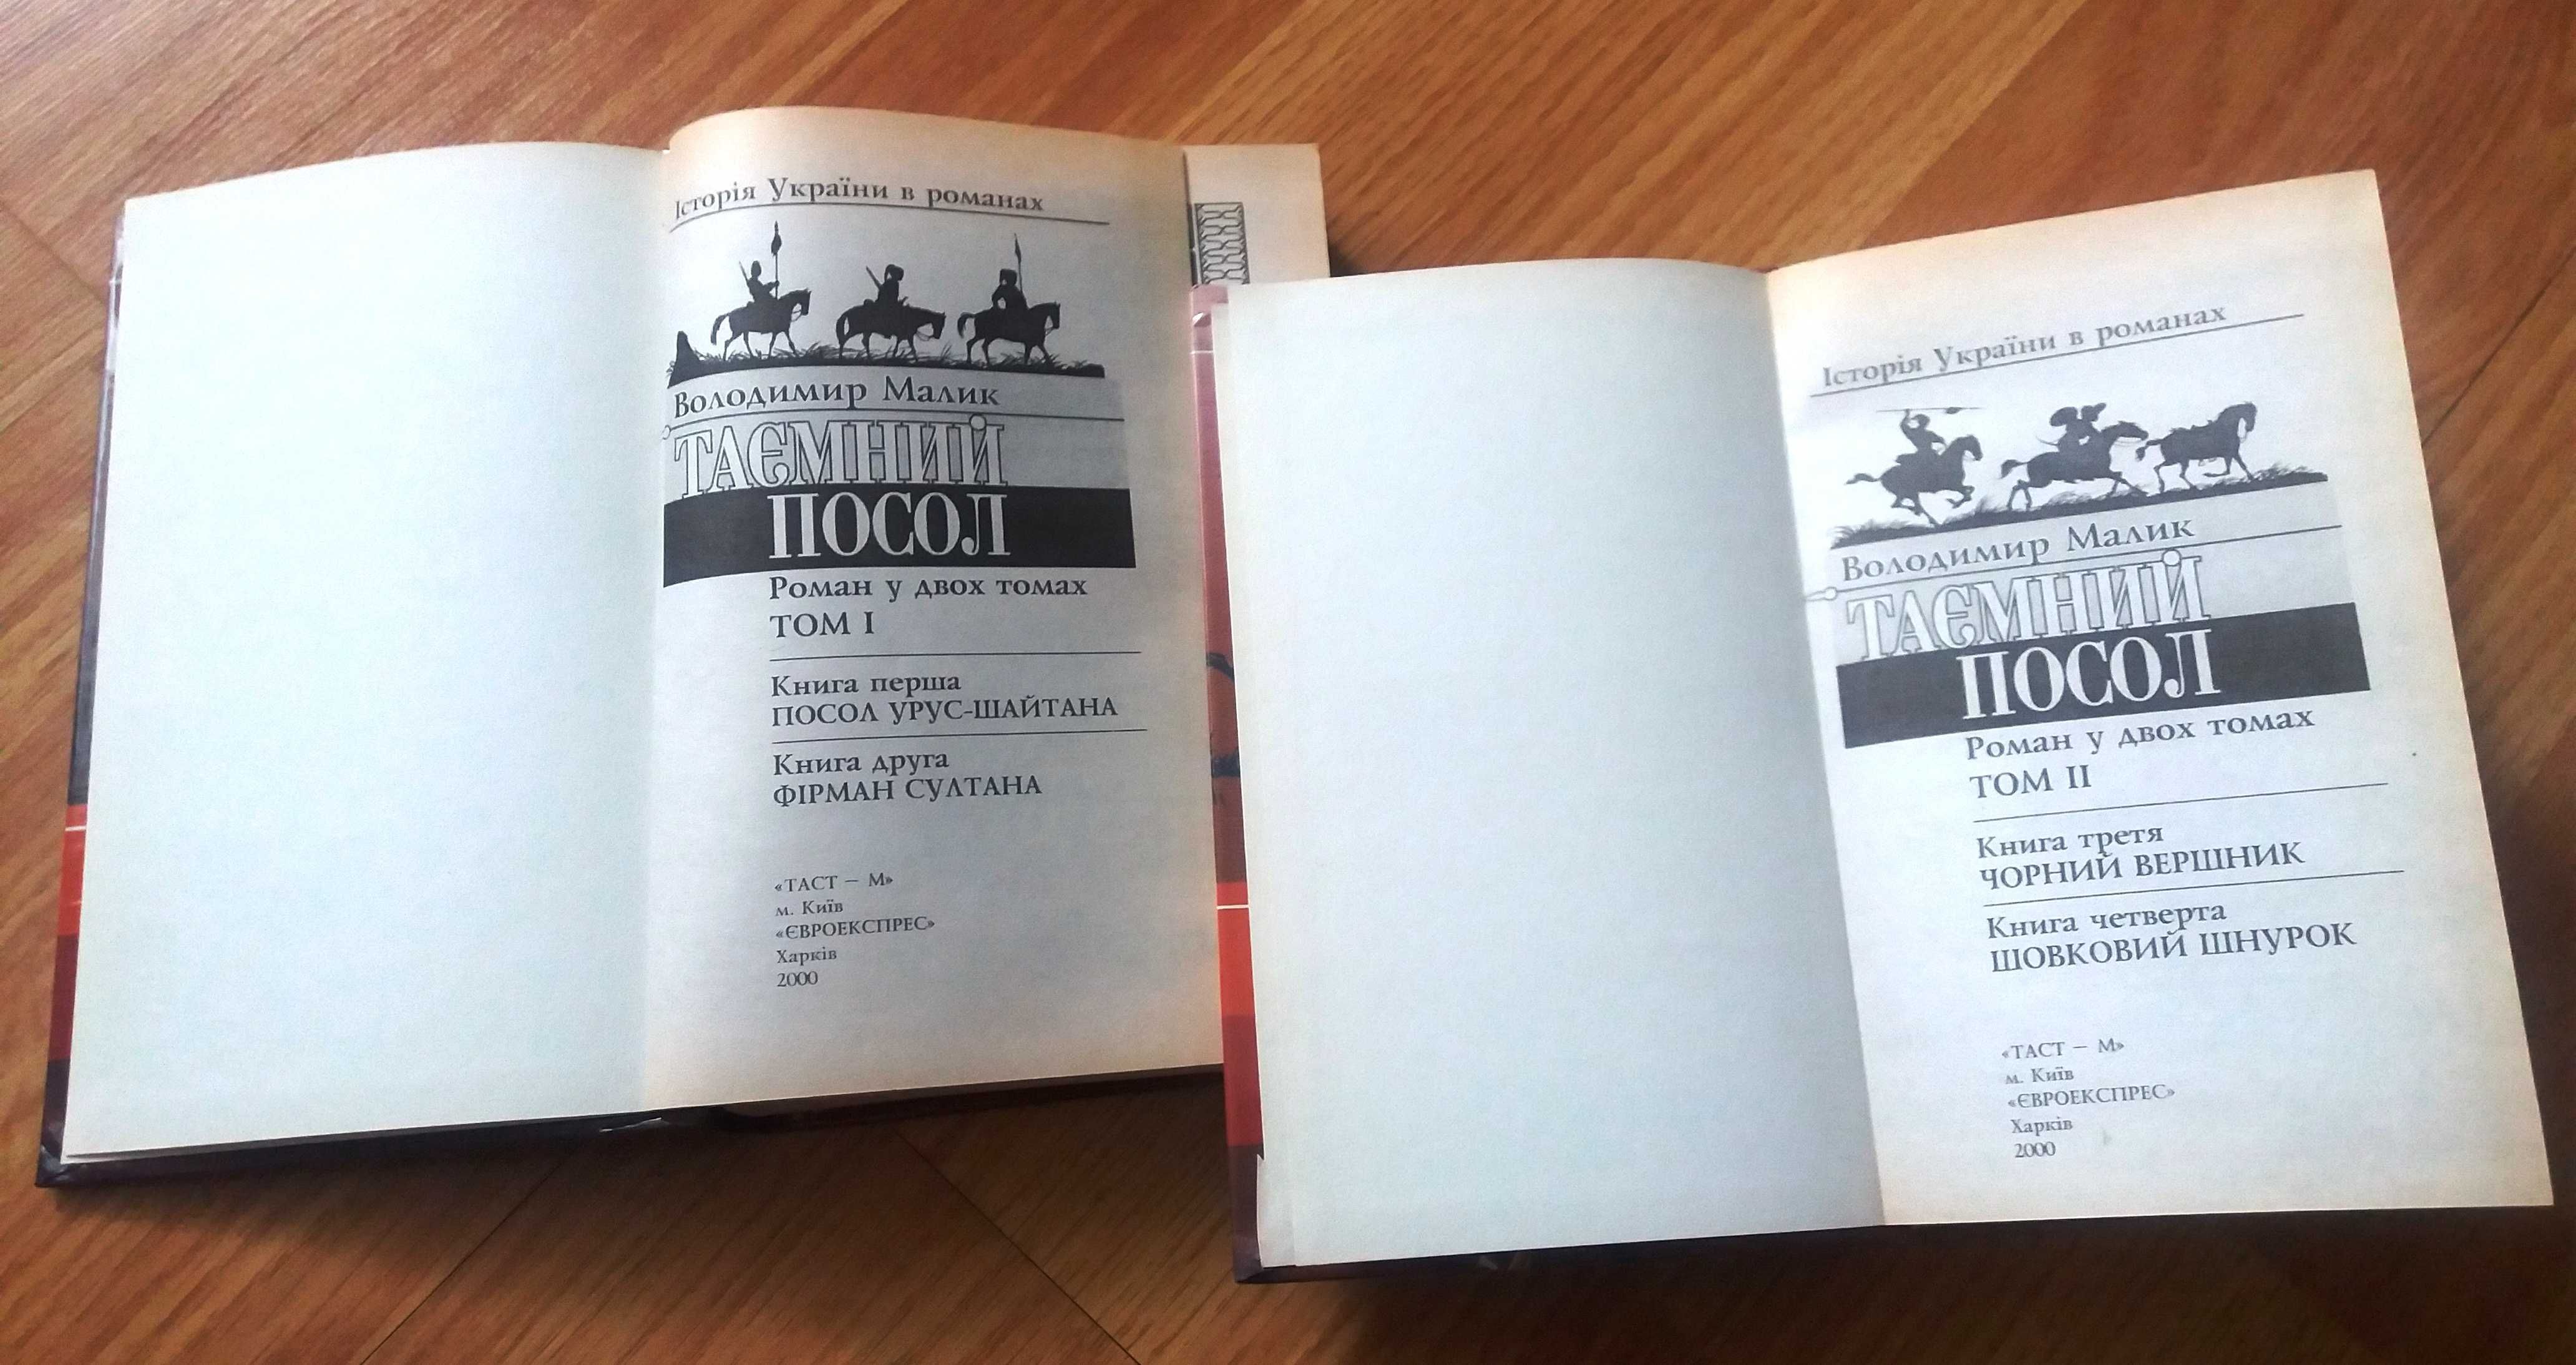 Історія України в романах
Володимир Малик
ТАЄМНИЙ
ПОСОЛ
Роман у двох томах
ТОМ I
Книга перша
ПОСОЛ УРУС-ШАЙТАНА
Книга друга
ФІРМАН СУЛТАНА
«ТАСТ – М»
м. Київ
«ЄВРОЕКСПРЕС»
Харків
2000
Історія України в романах
Володимир Малик
ТАЄМНИЙ
ПОСОЛ
Роман у двох томах
ТОМ II
Книга третя
ЧОРНИЙ ВЕРШНИК
Книга четверта
ШОВКОВИЙ ШНУРОК
«ТАСТ – М»
м. Київ
«ЄВРОЕКСПРЕС»
Харків
2000